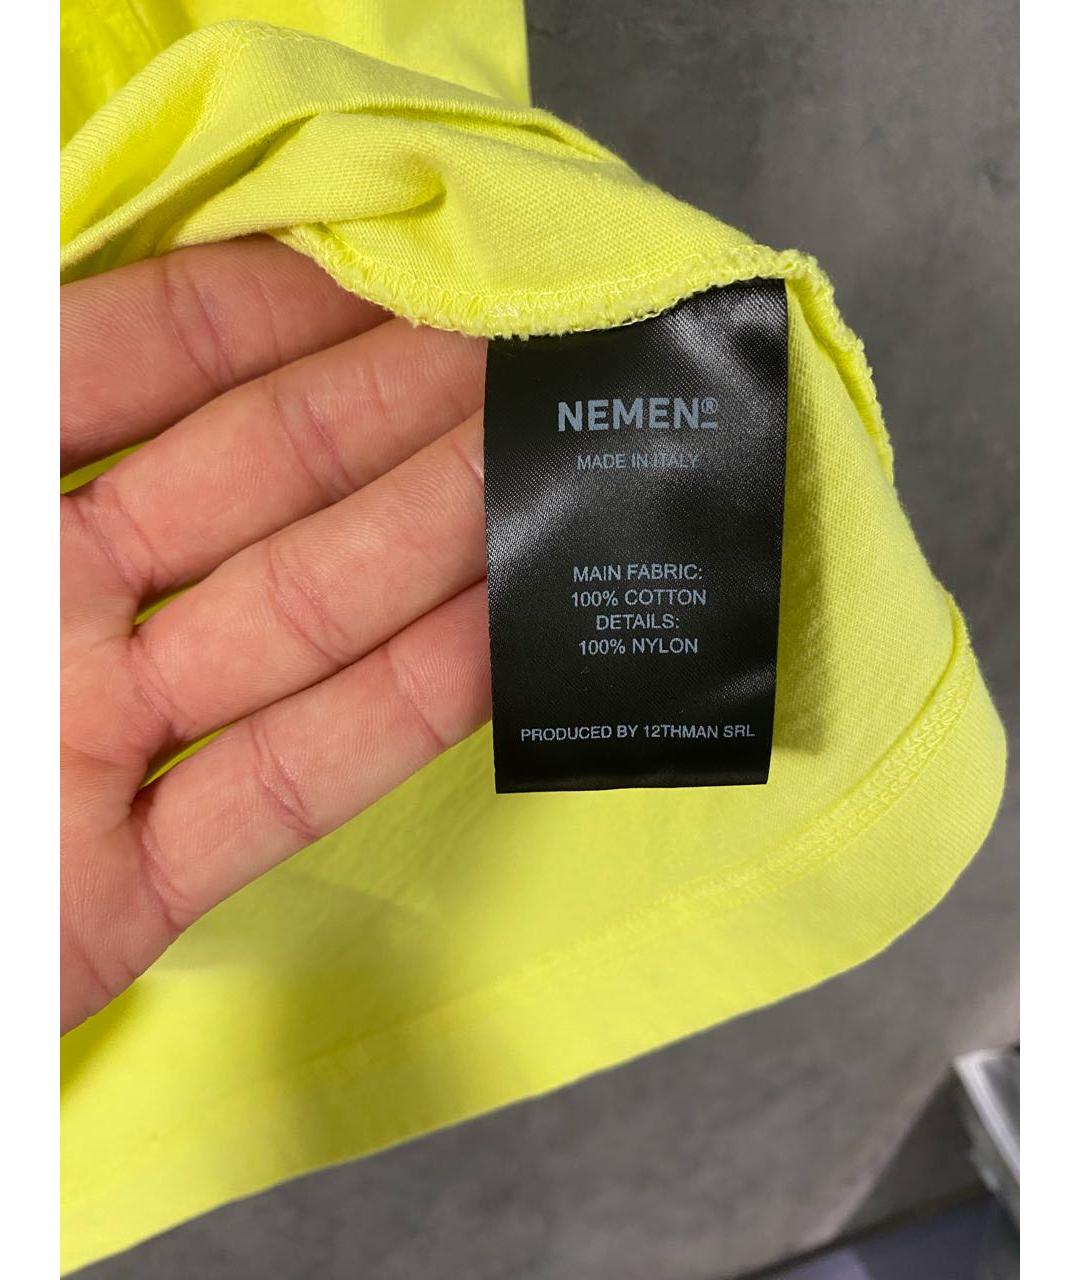 NEMEN®
MADE IN ITALY
MAIN FABRIC:
100% COTTON
DETAILS:
100% NYLON
PRODUCED BY 12THMAN SRL